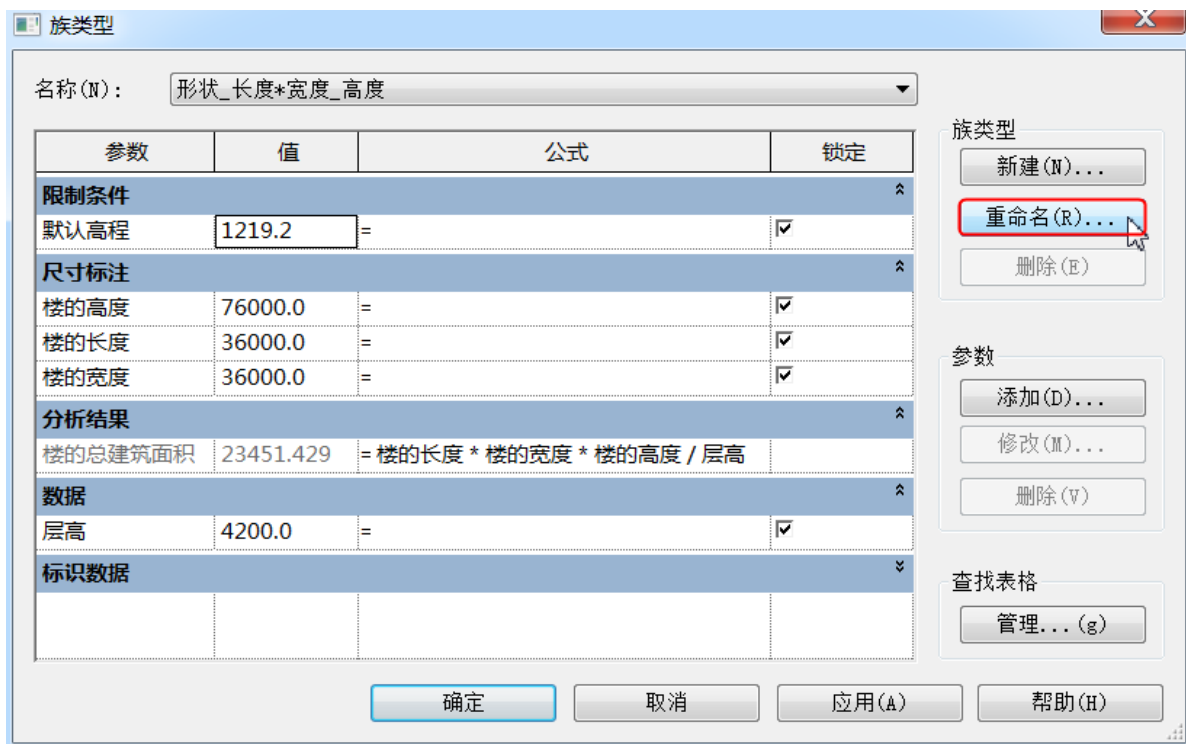 族类型
名称(N): 形状_长度*宽度_高度
参数 值 公式 锁定
限制条件
默认高程 1219.2 =
尺寸标注
楼的高度 76000.0 =
楼的长度 36000.0 =
楼的宽度 36000.0 =
分析结果
楼的总建筑面积 23451.429 = 楼的长度 * 楼的宽度 * 楼的高度 / 层高
数据
层高 4200.0 =
标识数据
族类型
新建(N)...
重命名(R)...
删除(E)
参数
添加(D)...
修改(M)...
删除(V)
查找表格
管理...(g)
确定 取消 应用(A) 帮助(H)